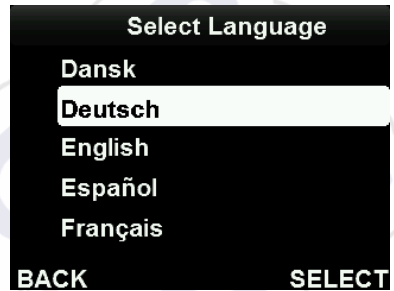 Select Language
Dansk
Deutsch
English
Español
Français
BACK SELECT